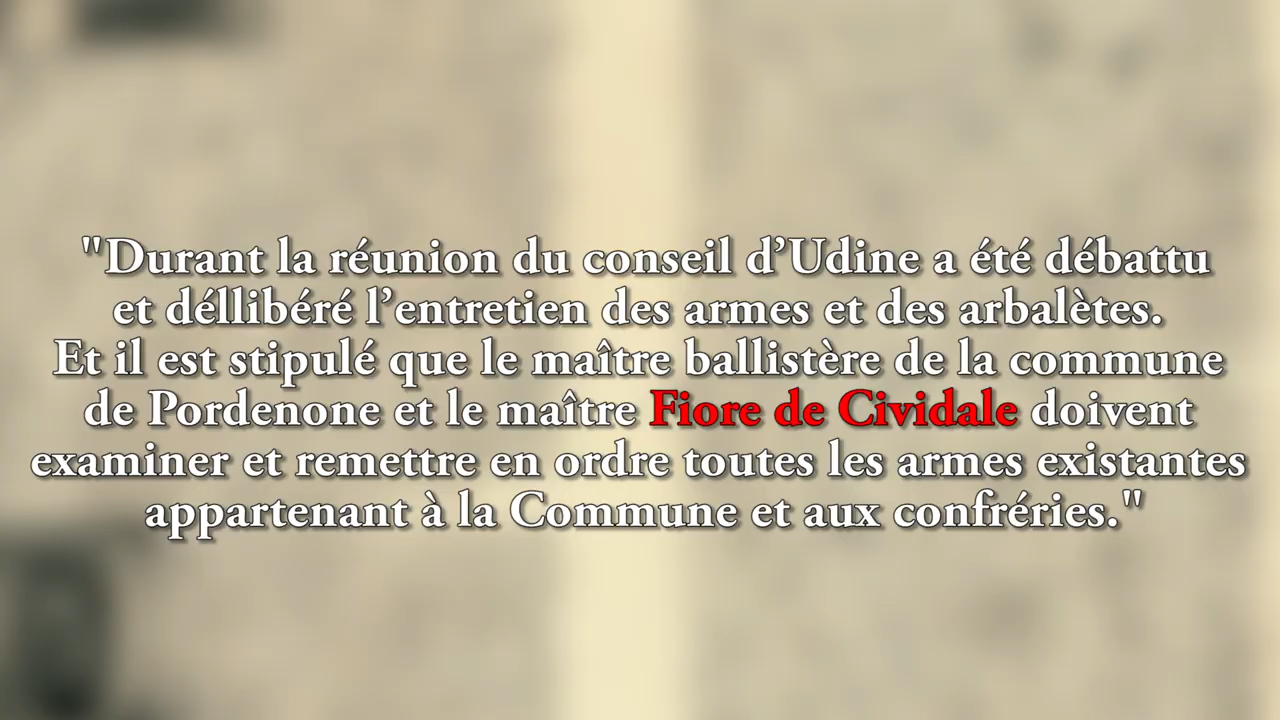 "Durant la réunion du conseil d’Udine a été débattu
et déllibéré l’entretien des armes et des arbalètes.
Et il est stipulé que le maître ballistère de la commune
de Pordenone et le maître Fiore de Cividale doivent
examiner et remettre en ordre toutes les armes existantes
appartenant à la Commune et aux confréries."